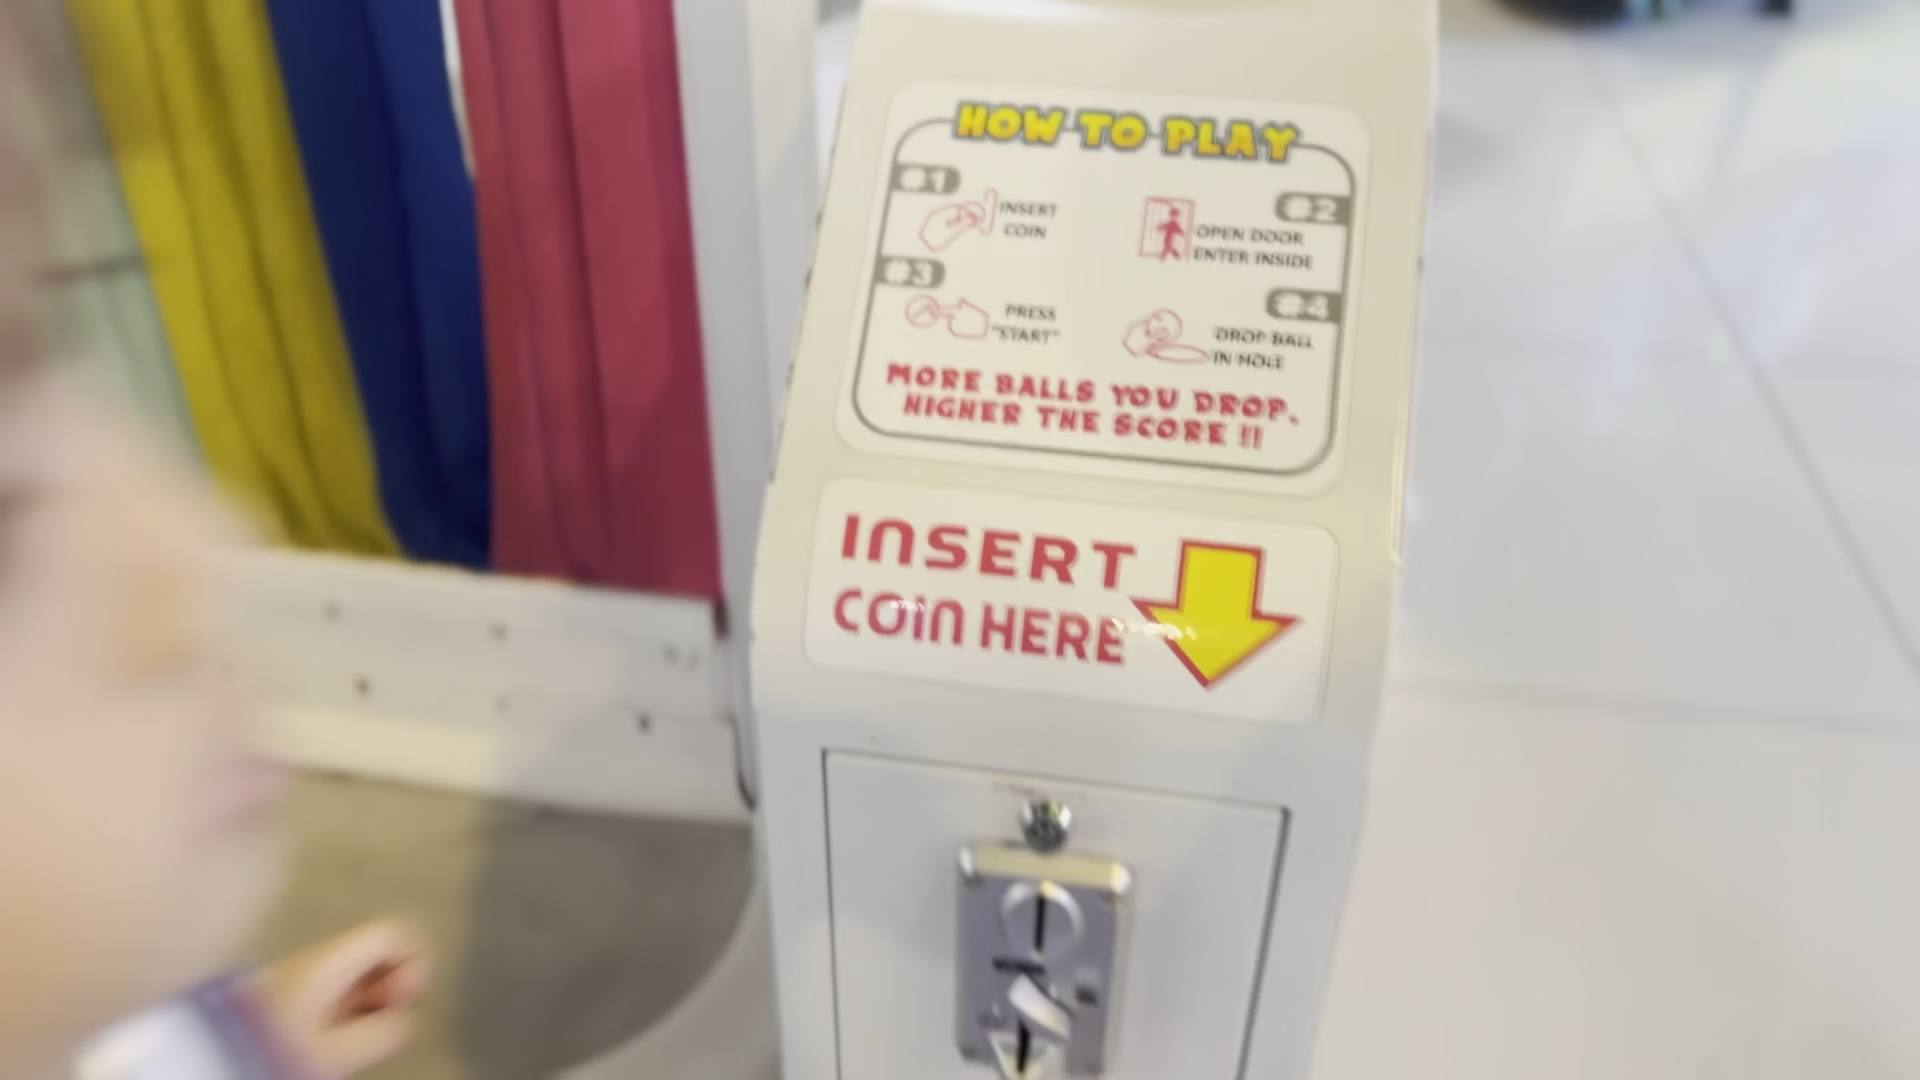 HOW TO PLAY
#1
INSERT
COIN
#2
OPEN DOOR
ENTER INSIDE
#3
PRESS
"START"
#4
DROP BALL
IN HOLE
MORE BALLS YOU DROP,
HIGHER THE SCORE !!
INSERT
COIN HERE